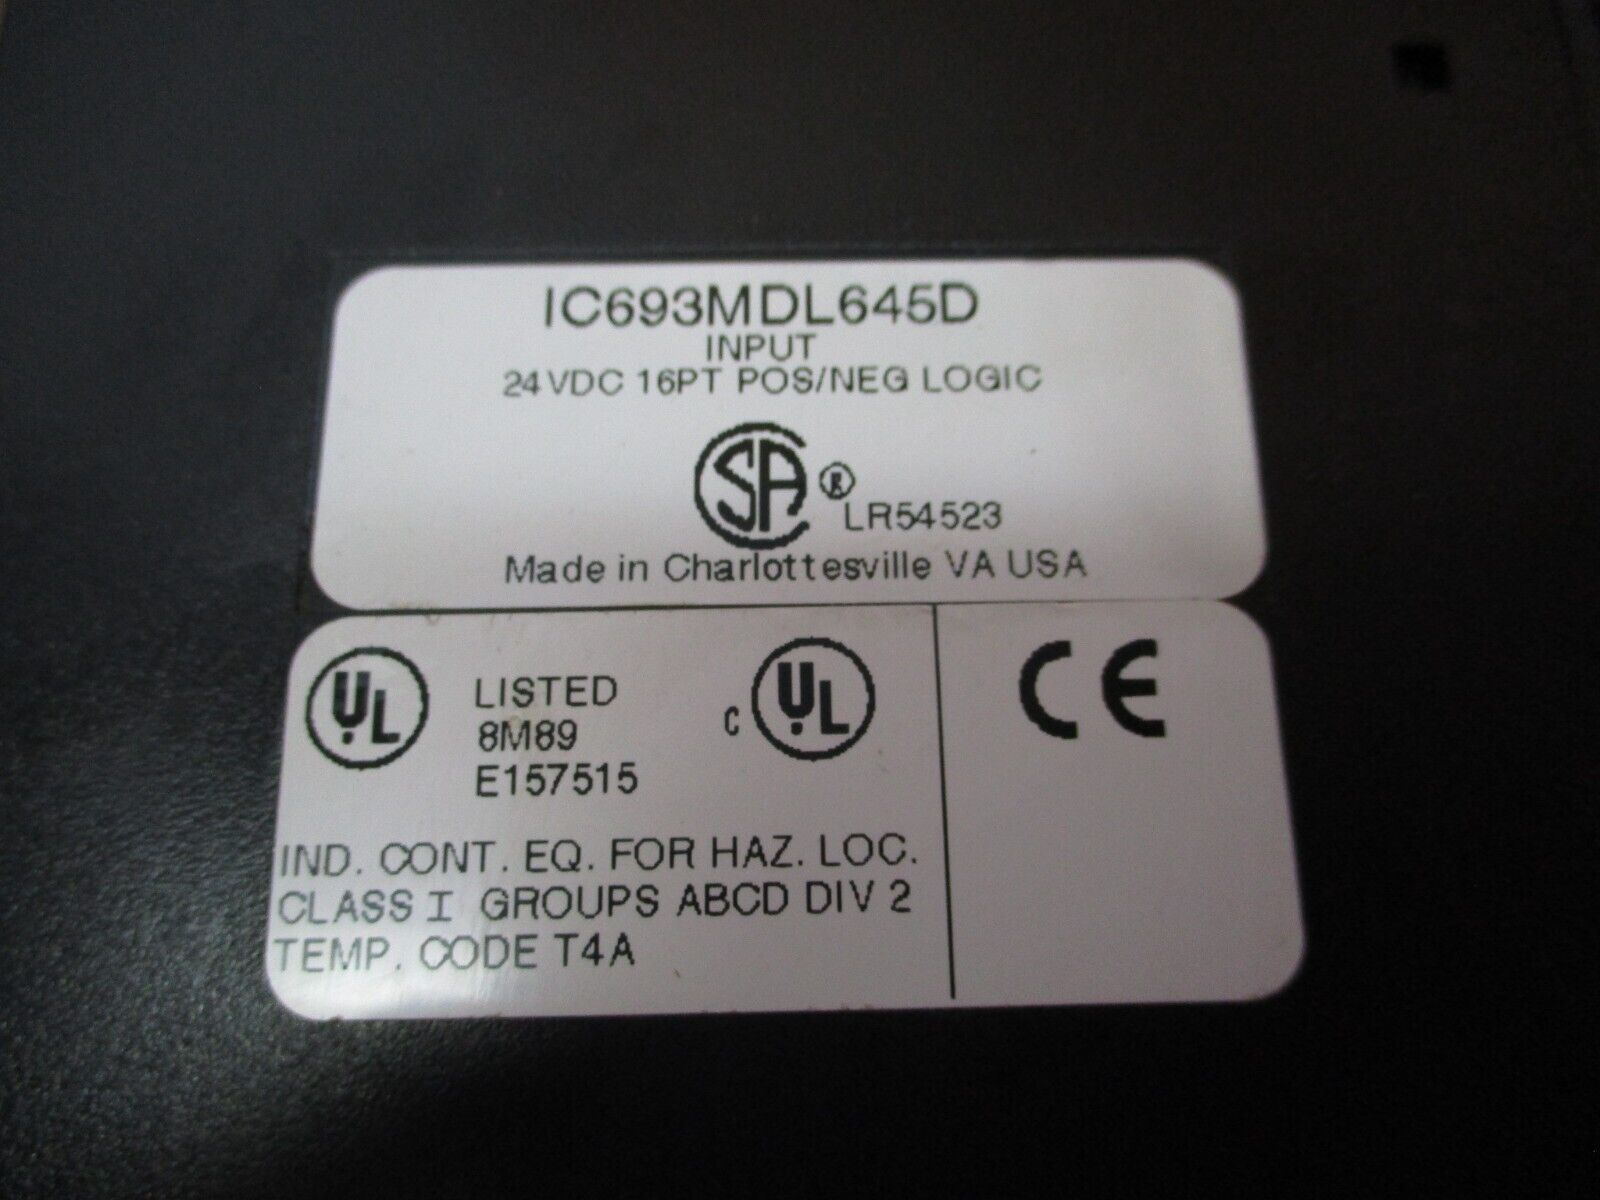 IC693MDL645D
INPUT
24VDC 16PT POS/NEG LOGIC
SA ® LR54523
Made in Charlottesville VA USA
UL LISTED
8M89
E157515
C UL
CE
IND. CONT. EQ. FOR HAZ. LOC.
CLASS I GROUPS ABCD DIV 2
TEMP. CODE T4A